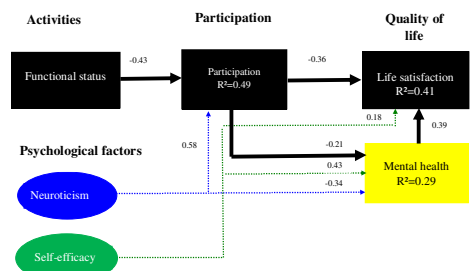 Activities
Participation
Quality of
life
-0.43
-0.36
Functional status
Participation
R²=0.49
Life satisfaction
R²=0.41
0.18
0.39
0.58
-0.21
Psychological factors
0.43
Mental health
R²=0.29
-0.34
Neuroticism
Self-efficacy